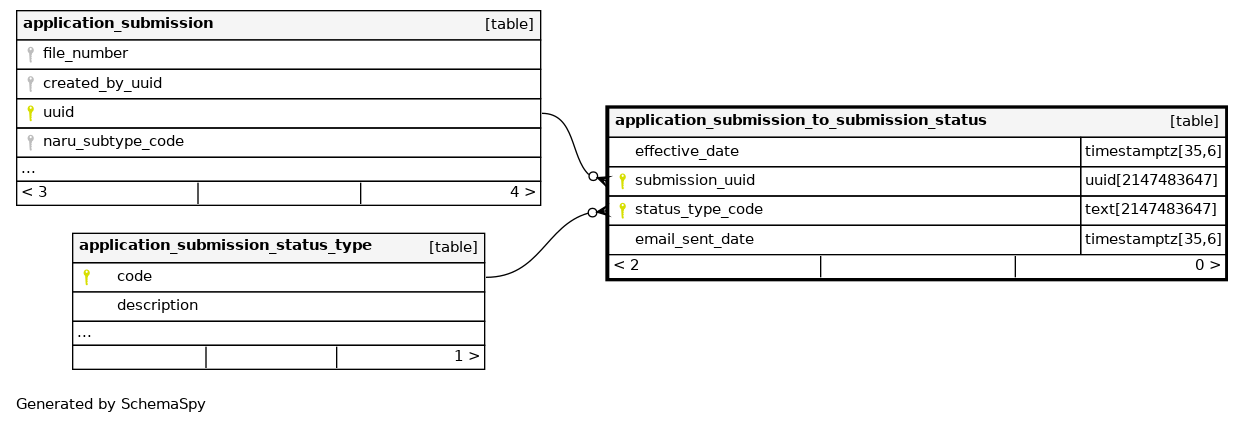 application_submission [table]
file_number
created_by_uuid
uuid
naru_subtype_code
...
< 3 4 >
application_submission_to_submission_status [table]
effective_date timestamptz[35,6]
submission_uuid uuid[2147483647]
status_type_code text[2147483647]
email_sent_date timestamptz[35,6]
< 2 0 >
application_submission_status_type [table]
code
description
...
1 >
Generated by SchemaSpy